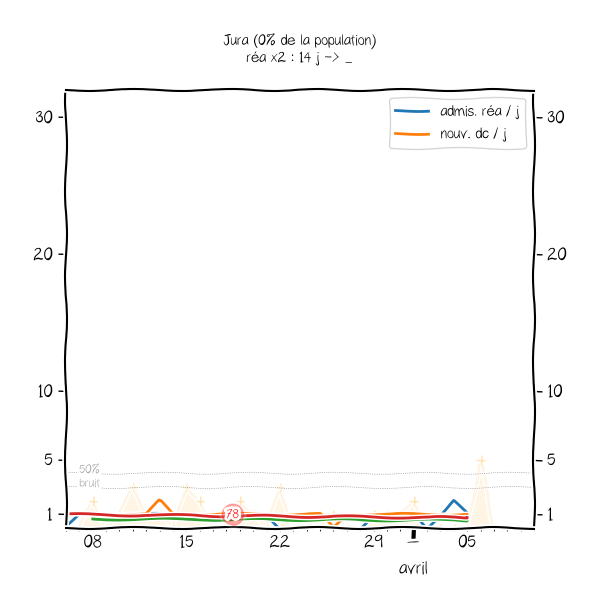 Jura (0% de la population)
réa x2 : 14 j -> _
admis. réa / j
nouv. dc / j
30
30
20
20
10
10
5
5
50%
bruit
1
78
1
08
15
22
29
05
avril